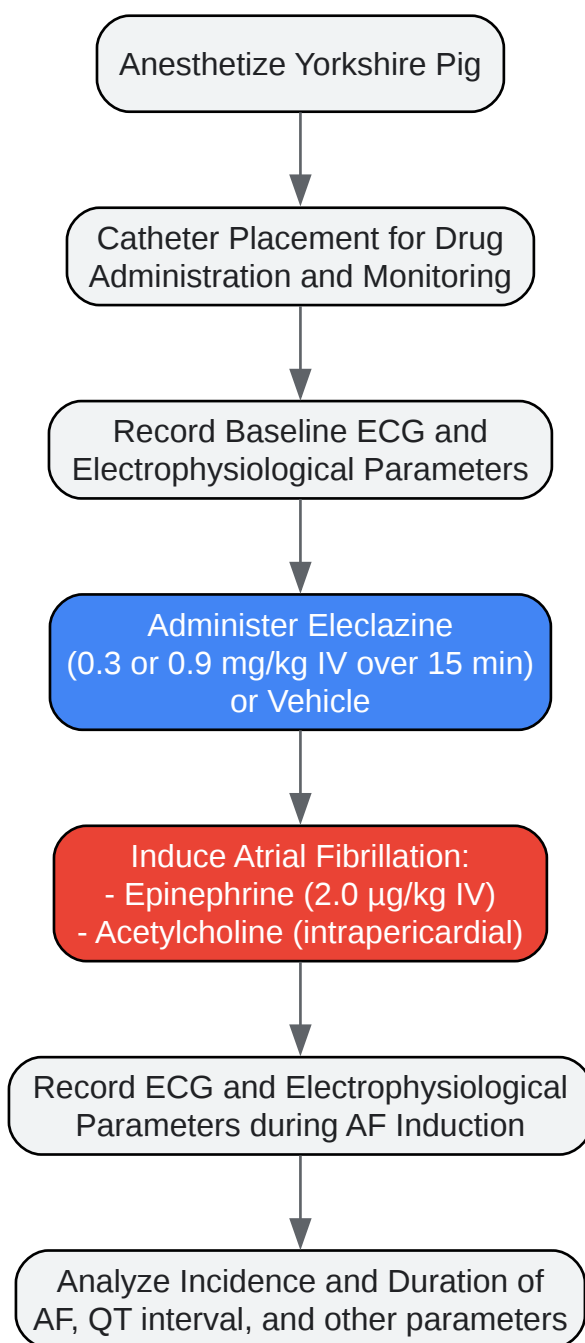 Anesthetize Yorkshire Pig
Catheter Placement for Drug
Administration and Monitoring
Record Baseline ECG and
Electrophysiological Parameters
Administer Eleclazine
(0.3 or 0.9 mg/kg IV over 15 min)
or Vehicle
Induce Atrial Fibrillation:
- Epinephrine (2.0 µg/kg IV)
- Acetylcholine (intrapericardial)
Record ECG and Electrophysiological
Parameters during AF Induction
Analyze Incidence and Duration of
AF, QT interval, and other parameters